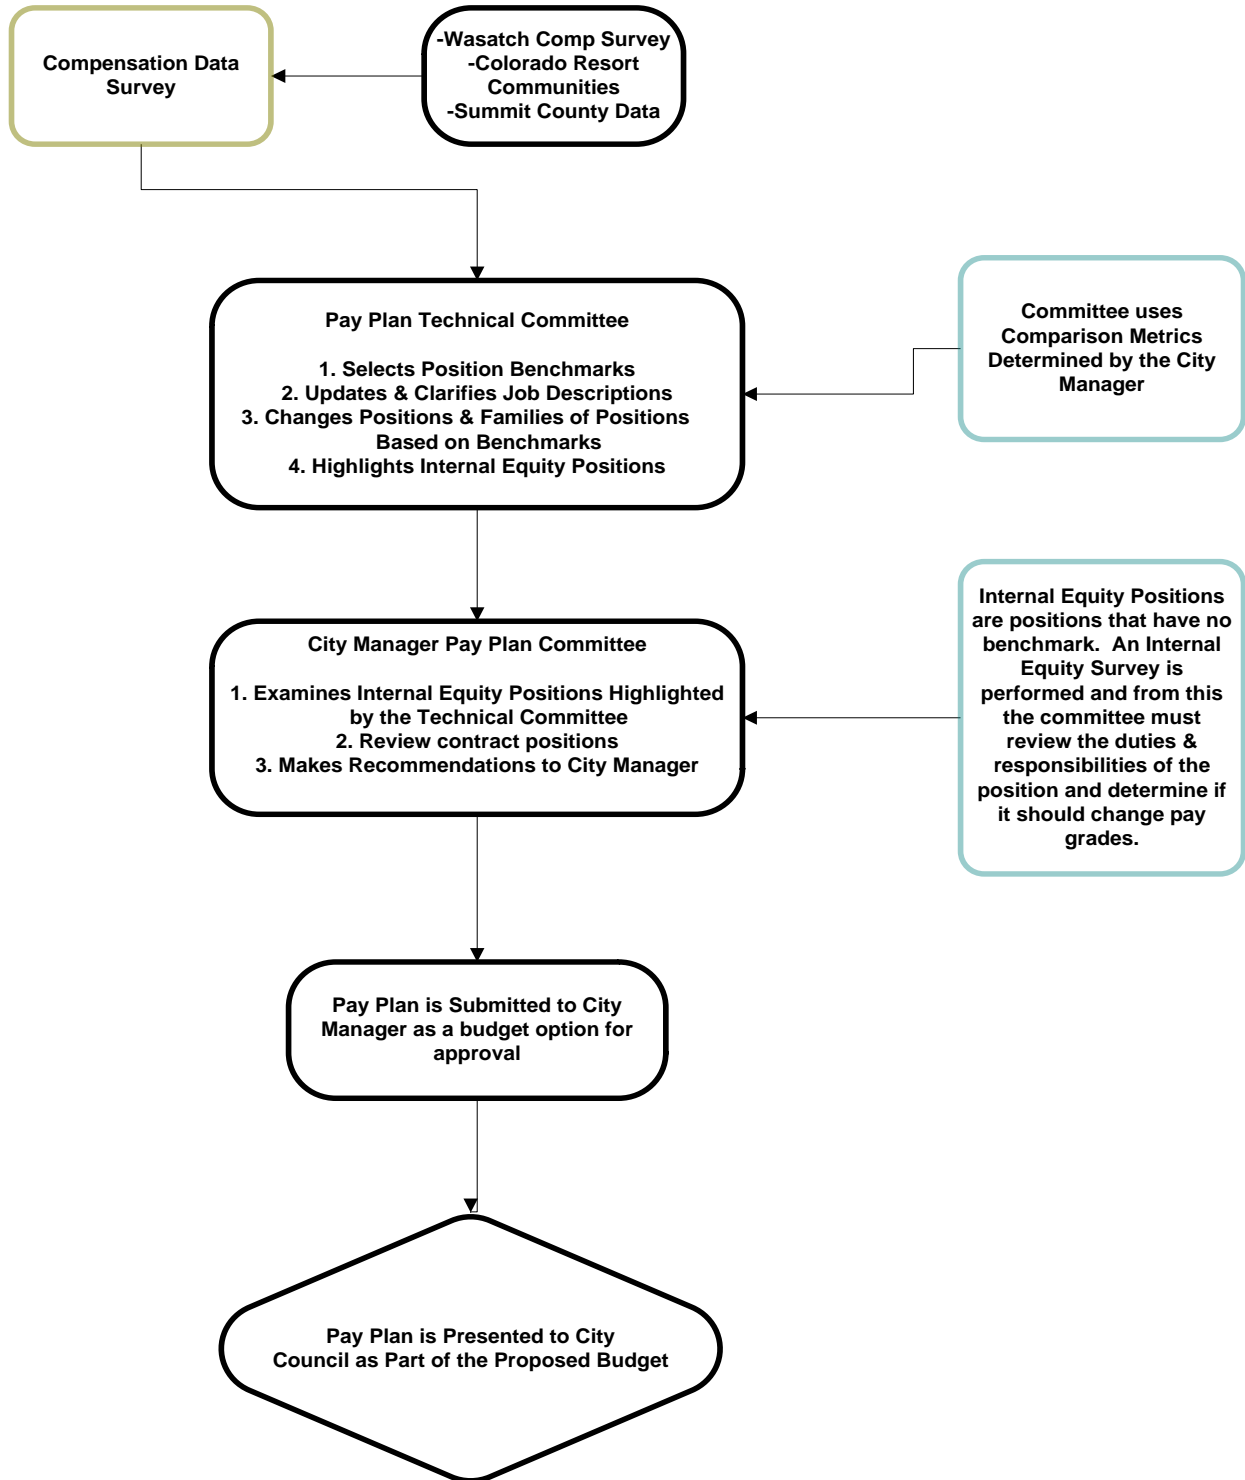 Compensation Data
Survey
-Wasatch Comp Survey
-Colorado Resort
Communities
-Summit County Data
Pay Plan Technical Committee
1. Selects Position Benchmarks
2. Updates & Clarifies Job Descriptions
3. Changes Positions & Families of Positions
Based on Benchmarks
4. Highlights Internal Equity Positions
Committee uses
Comparison Metrics
Determined by the City
Manager
City Manager Pay Plan Committee
1. Examines Internal Equity Positions Highlighted
by the Technical Committee
2. Review contract positions
3. Makes Recommendations to City Manager
Internal Equity Positions
are positions that have no
benchmark.  An Internal
Equity Survey is
performed and from this
the committee must
review the duties &
responsibilities of the
position and determine if
it should change pay
grades.
Pay Plan is Submitted to City
Manager as a budget option for
approval
Pay Plan is Presented to City
Council as Part of the Proposed Budget